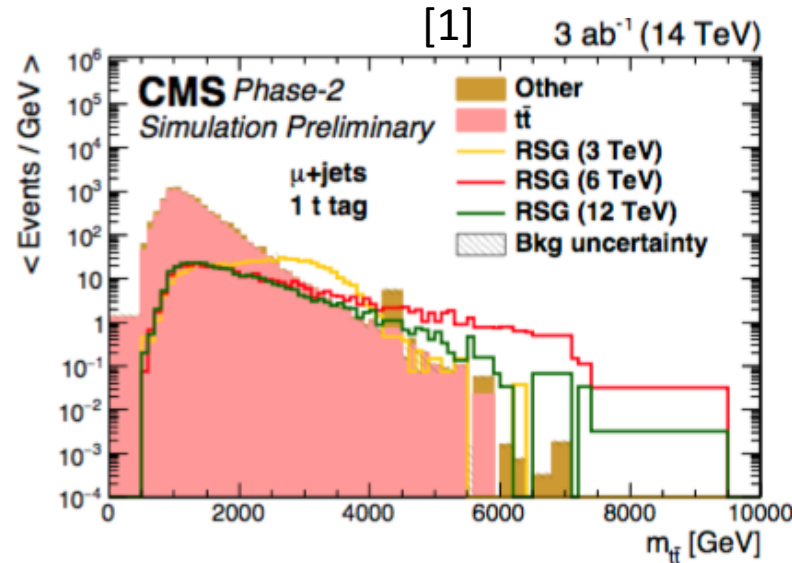 [1]
3 ab⁻¹ (14 TeV)
CMS Phase-2
Simulation Preliminary
μ+jets
1 t tag
Other
tt̄
RSG (3 TeV)
RSG (6 TeV)
RSG (12 TeV)
Bkg uncertainty
< Events / GeV >
10⁶
10⁵
10⁴
10³
10²
10
1
10⁻¹
10⁻²
10⁻³
10⁻⁴
0 2000 4000 6000 8000 10000
m_tt̄ [GeV]